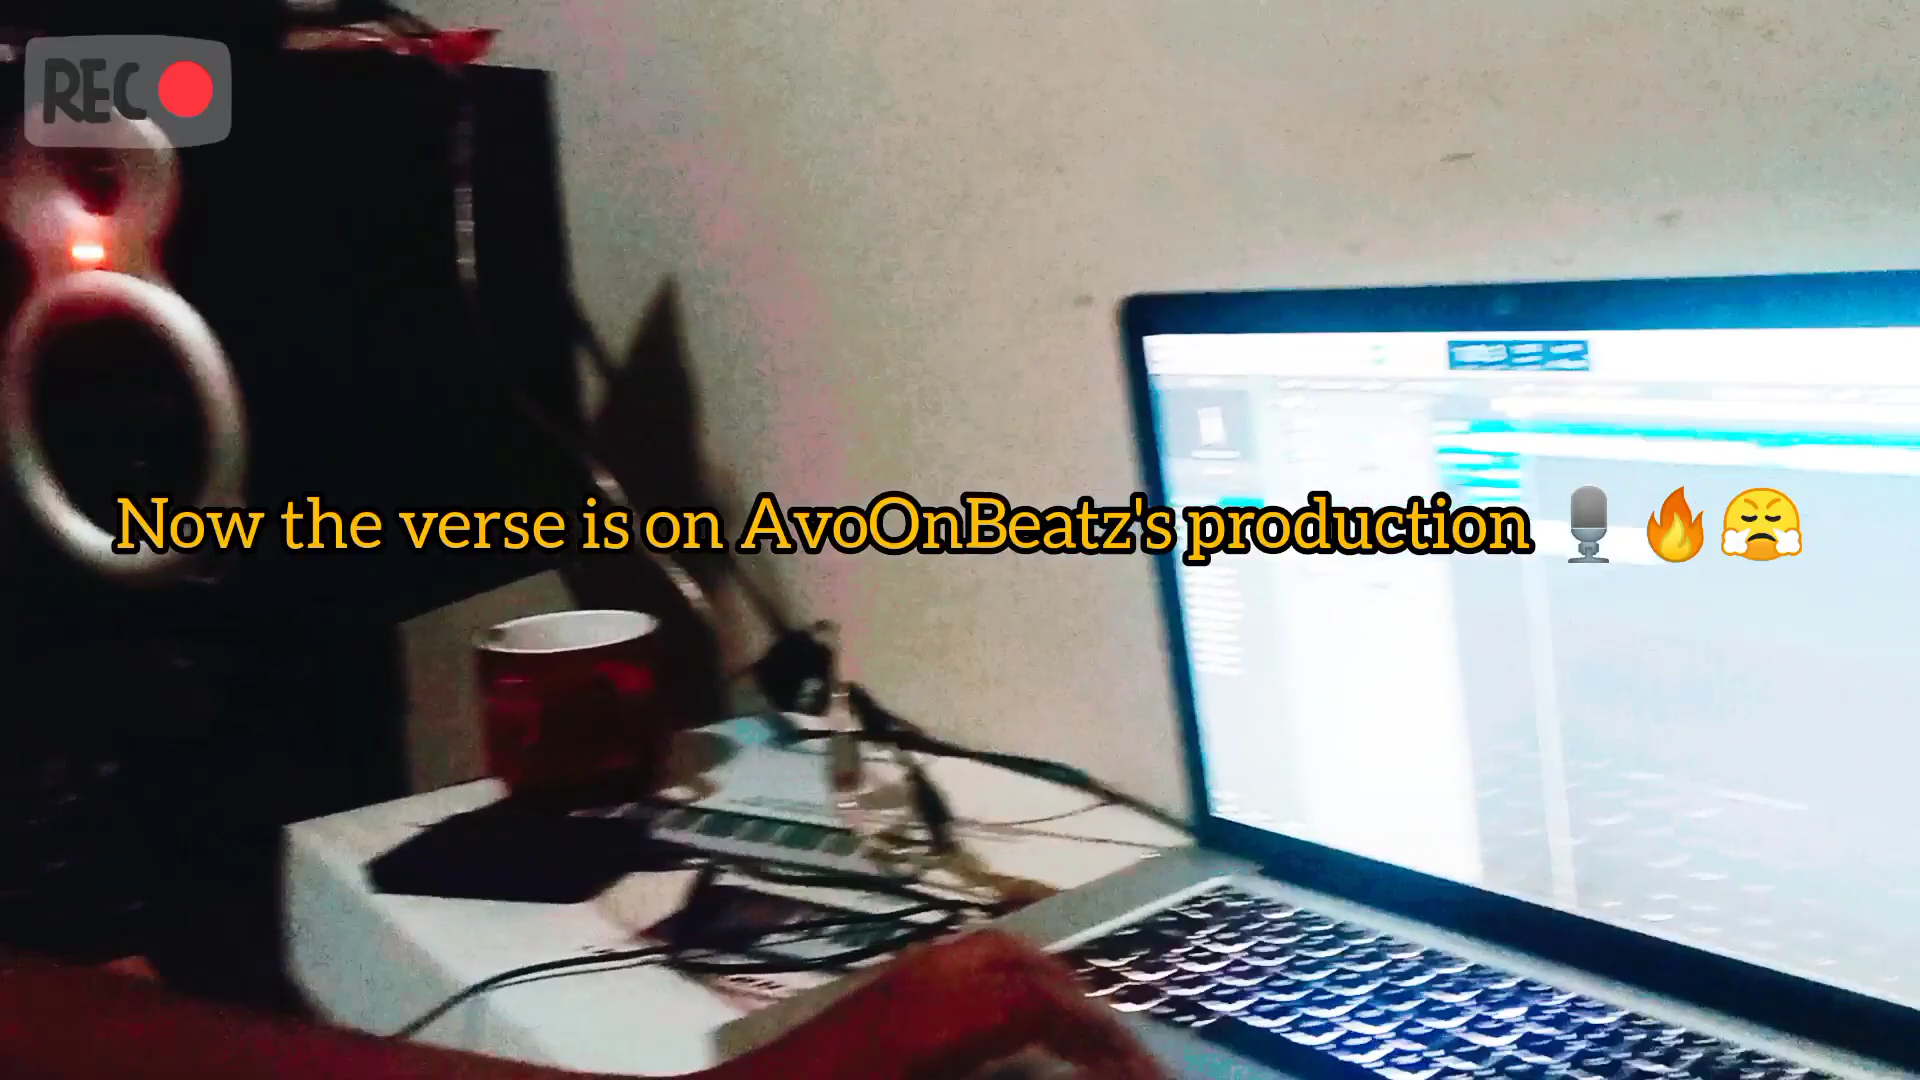 REC
Now the verse is on AvoOnBeatz's production 🎙️🔥😤